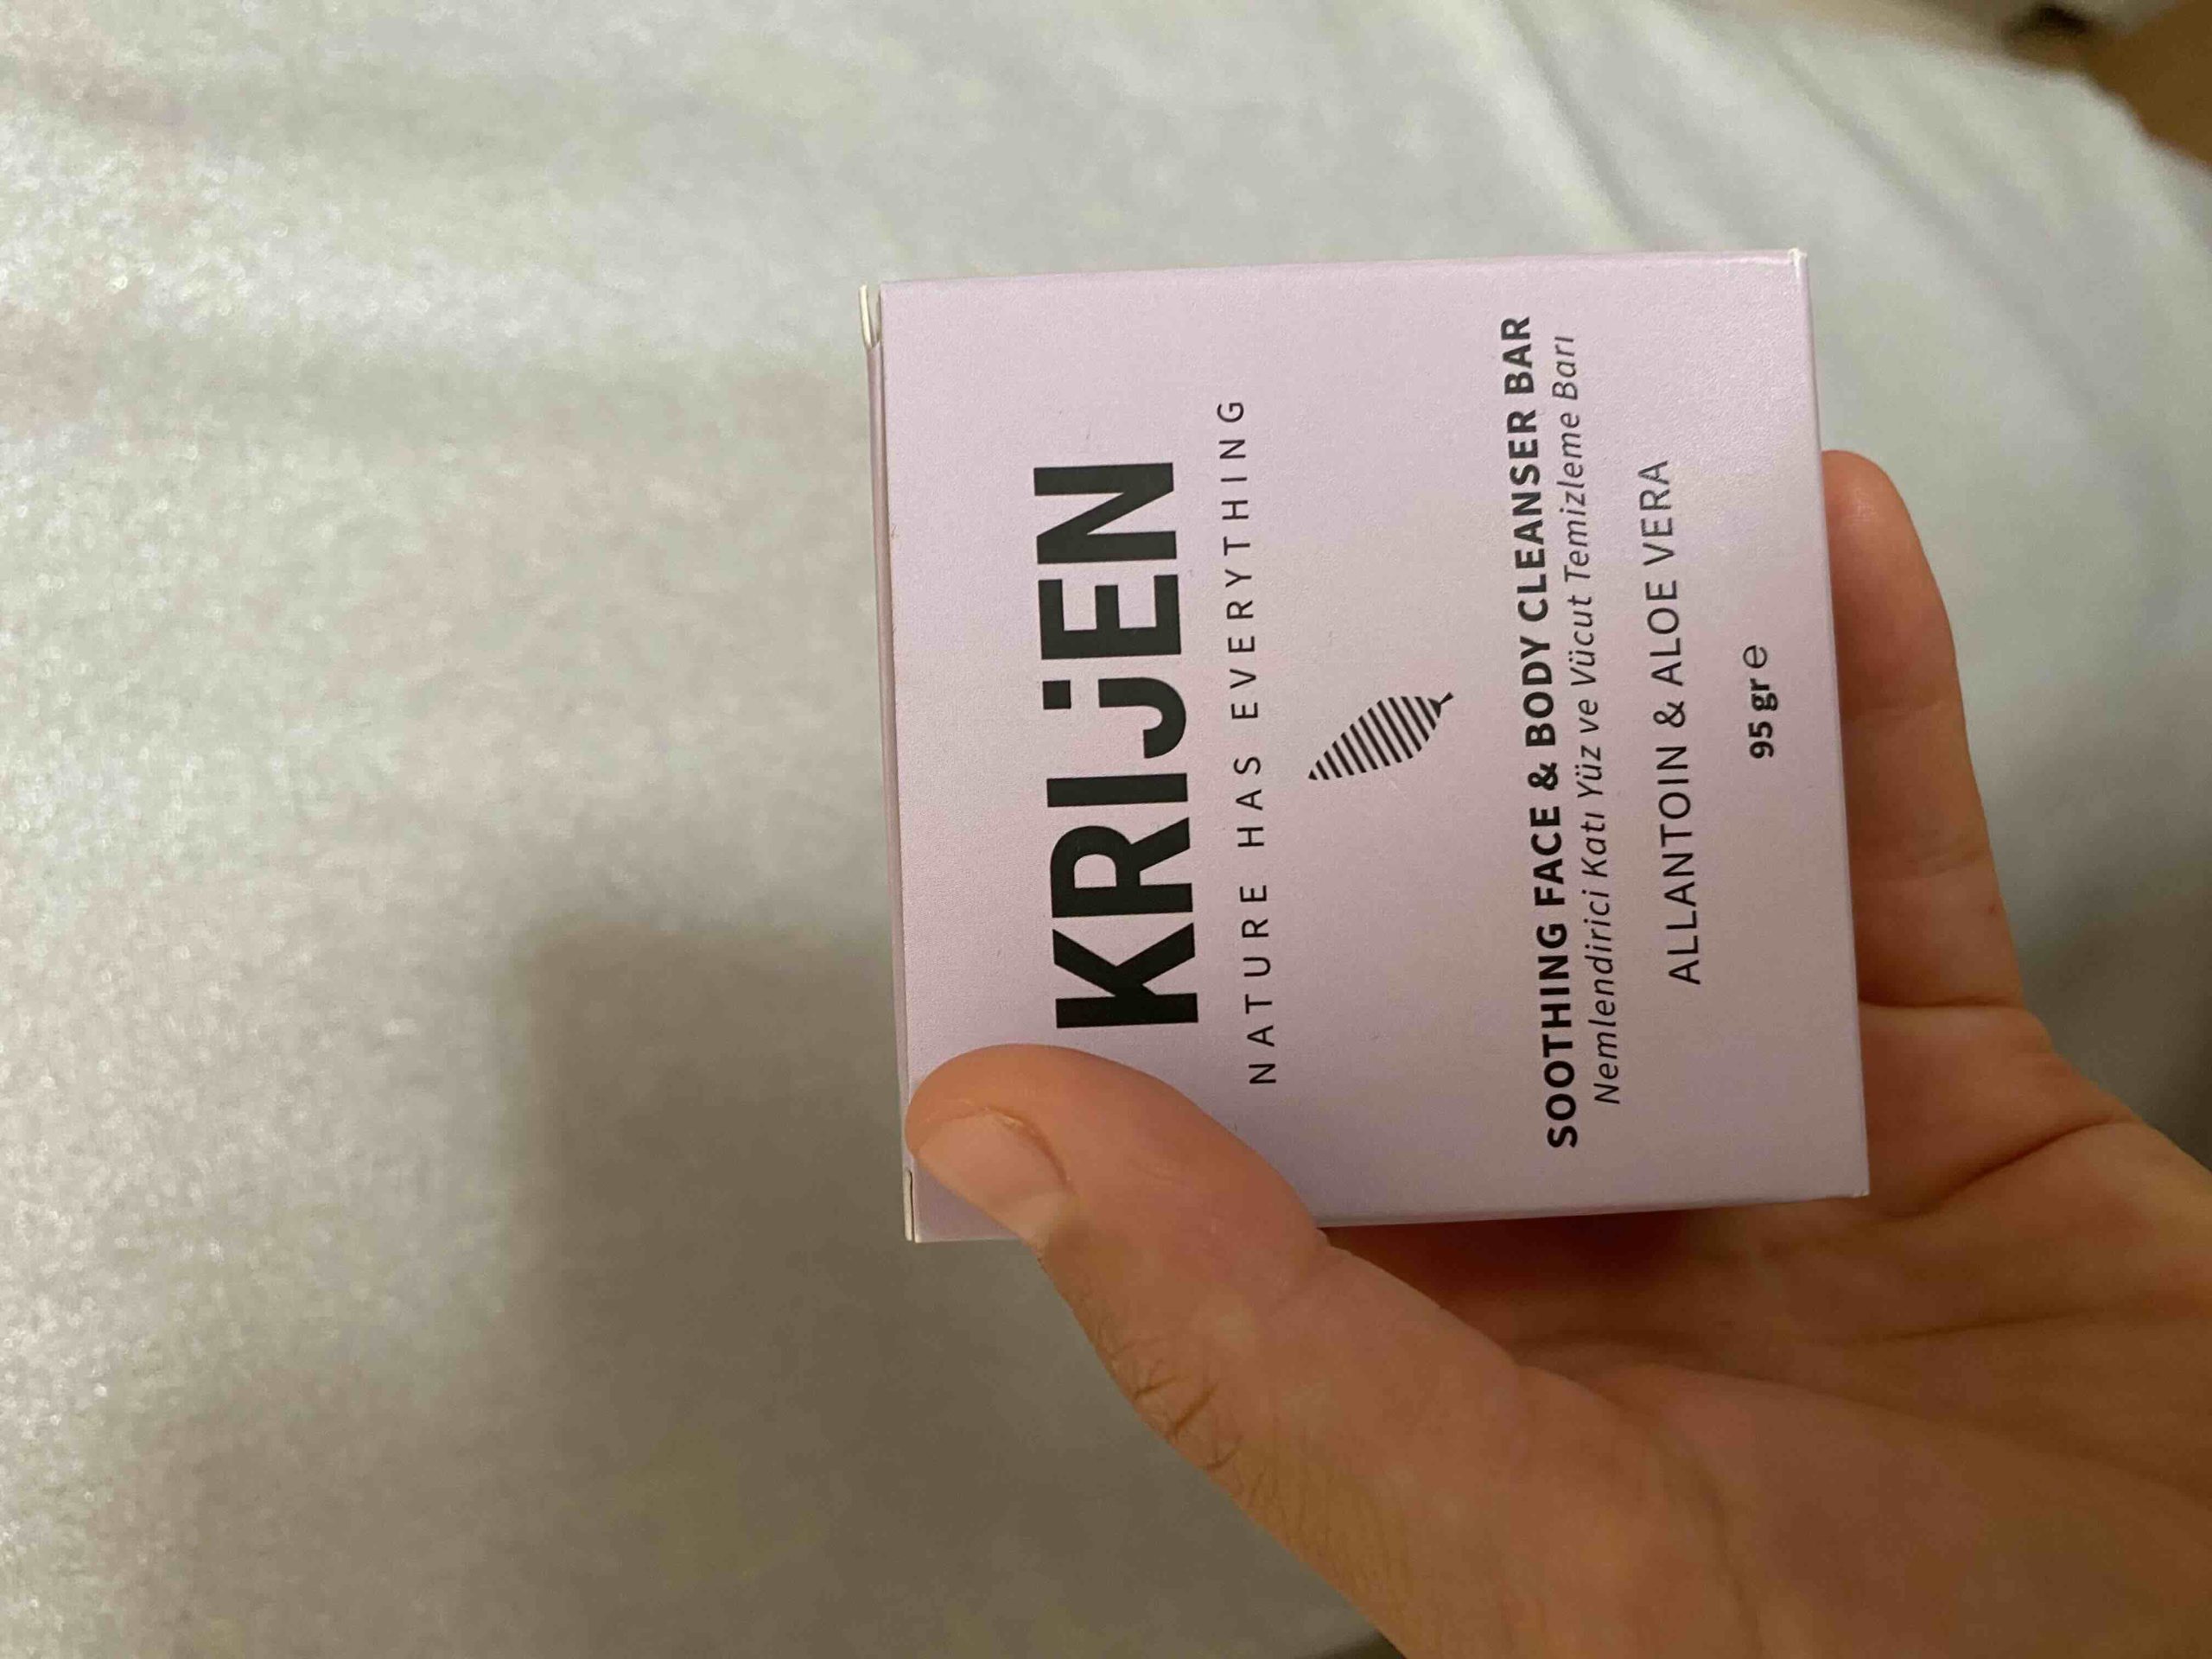 KRIJEN
NATURE HAS EVERYTHING
SOOTHING FACE & BODY CLEANSER BAR
Nemlendirici Katı Yüz ve Vücut Temizleme Barı
ALLANTOIN & ALOE VERA
95 gr ℮